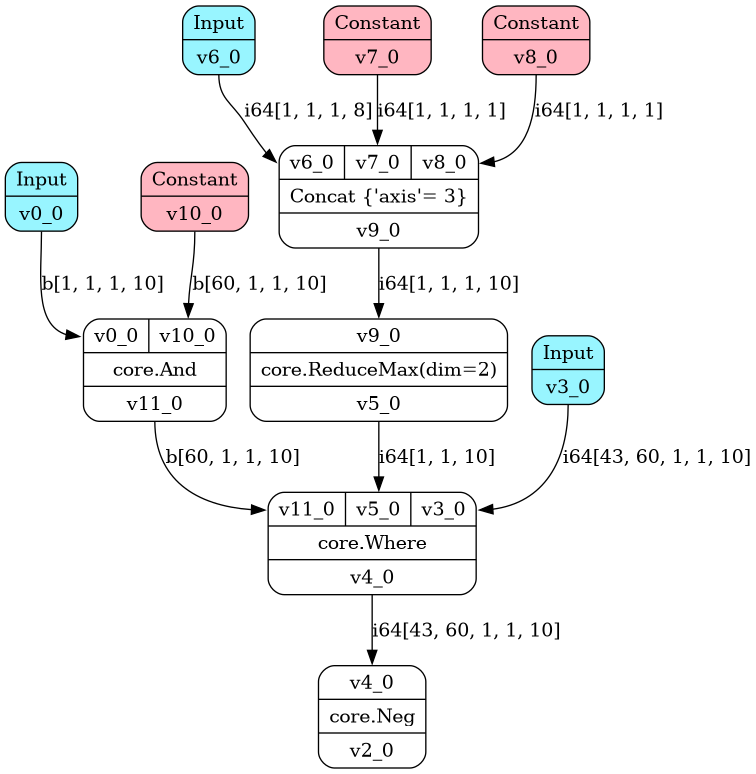 Input
v6_0
Constant
v7_0
Constant
v8_0
i64[1, 1, 1, 8]
i64[1, 1, 1, 1]
i64[1, 1, 1, 1]
Input
v0_0
Constant
v10_0
v6_0 v7_0 v8_0
Concat {'axis'= 3}
v9_0
b[1, 1, 1, 10]
b[60, 1, 1, 10]
i64[1, 1, 1, 10]
v0_0 v10_0
core.And
v11_0
v9_0
core.ReduceMax(dim=2)
v5_0
Input
v3_0
b[60, 1, 1, 10]
i64[1, 1, 10]
i64[43, 60, 1, 1, 10]
v11_0 v5_0 v3_0
core.Where
v4_0
i64[43, 60, 1, 1, 10]
v4_0
core.Neg
v2_0